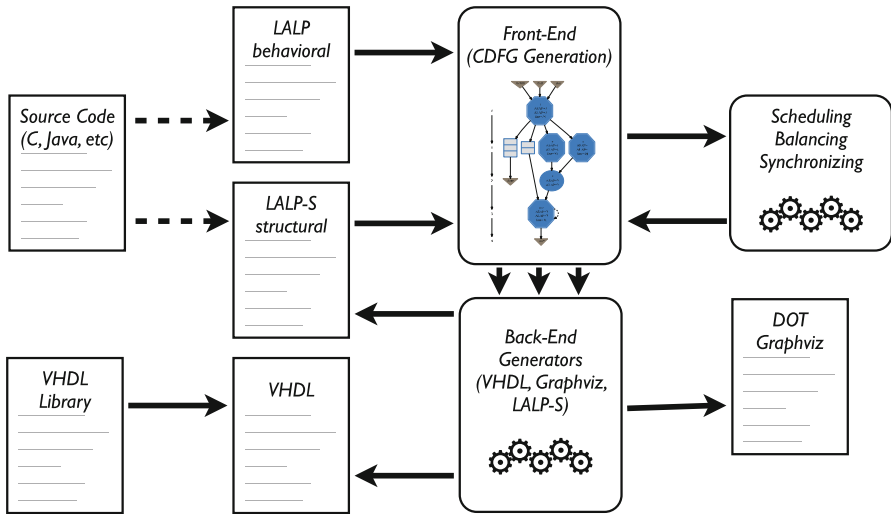 LALP
behavioral
Front-End
(CDFG Generation)
Source Code
(C, Java, etc)
Scheduling
Balancing
Synchronizing
LALP-S
structural
Back-End
Generators
(VHDL, Graphviz,
LALP-S)
DOT
Graphviz
VHDL
Library
VHDL